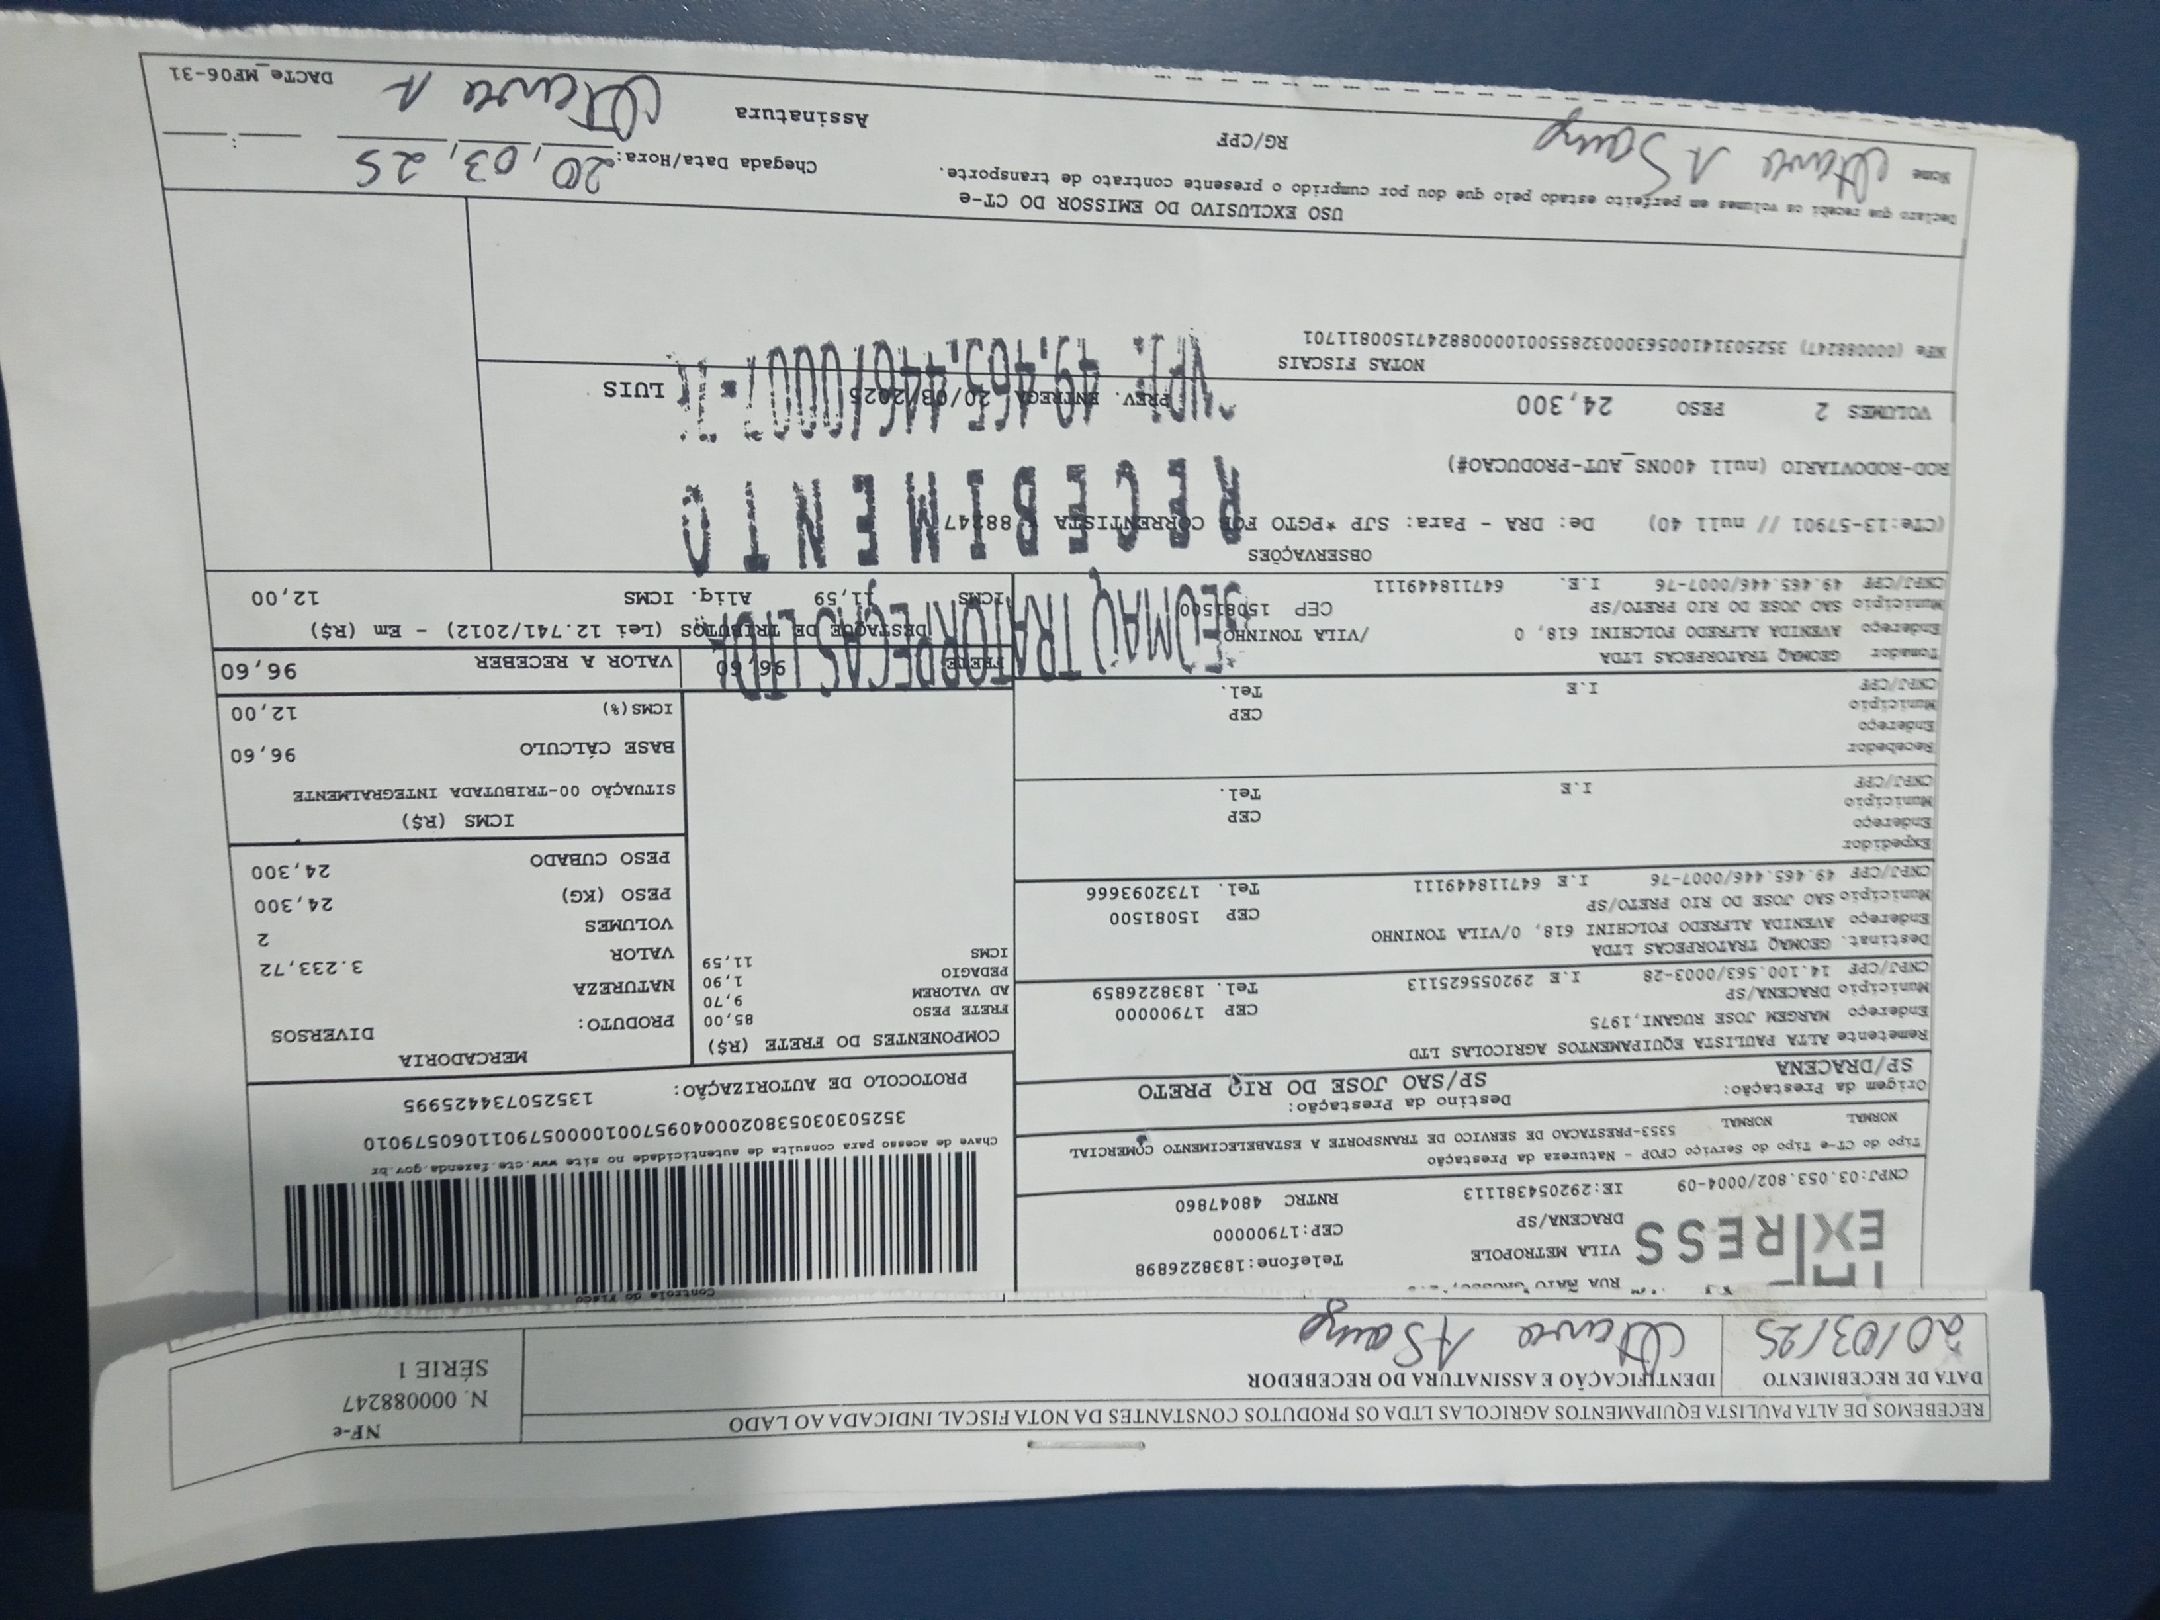 RECEBEMOS DE ALTA PAULISTA EQUIPAMENTOS AGRICOLAS LTDA OS PRODUTOS CONSTANTES DA NOTA FISCAL INDICADA AO LADO
DATA DE RECEBIMENTO
20/03/25
IDENTIFICAÇÃO E ASSINATURA DO RECEBEDOR
NF-e
N. 000088247
SÉRIE 1
EXPRESS
RUA MATO
VILA METROPOLE
DRACENA/SP
Telefone:1838226898
CEP:17900000
CNPJ:03.053.802/0004-09 IE:292054381113 RNTRC 48047860
Controle do Fisco
Chave de acesso para consulta de autenticidade no site www.cte.fazenda.gov.br
35250303053802000409570010000579011060579010
PROTOCOLO DE AUTORIZAÇÃO: 135250734425995
Tipo do CT-e Tipo do Serviço CFOP - Natureza da Prestação
NORMAL NORMAL 5353-PRESTACAO DE SERVICO DE TRANSPORTE A ESTABELECIMENTO COMERCIAL
Origem da Prestação: Destino da Prestação:
SP/DRACENA SP/SAO JOSE DO RIO PRETO
Remetente ALTA PAULISTA EQUIPAMENTOS AGRICOLAS LTD
Endereço MARGEM JOSE RUGANI,1975 CEP 17900000
Município DRACENA/SP Tel. 1838226859
CNPJ/CPF 14.100.563/0003-28 I.E 292055625113
Destinat. GEOMAQ TRATORPECAS LTDA
Endereço AVENIDA ALFREDO FOLCHINI 618, 0/VILA TONINHO
Município SAO JOSE DO RIO PRETO/SP CEP 15081500
CNPJ/CPF 49.465.446/0007-76 I.E 647118449111 Tel. 1732093666
Expedidor
Endereço
Município CEP
CNPJ/CPF I.E Tel.
Recebedor
Endereço
Município CEP
CNPJ/CPF I.E Tel.
Tomador GEOMAQ TRATORPECAS LTDA
Endereço AVENIDA ALFREDO FOLCHINI 618, 0 /VILA TONINHO
Município SAO JOSE DO RIO PRETO/SP CEP 15081500
CNPJ/CPF 49.465.446/0007-76 I.E. 647118449111
COMPONENTES DO FRETE (R$)
FRETE PESO 85,00
AD VALOREM 9,70
PEDAGIO 1,90
ICMS 11,59
MERCADORIA
PRODUTO: DIVERSOS
NATUREZA
VALOR 3.233,72
VOLUMES 2
PESO (KG) 24,300
PESO CUBADO 24,300
ICMS (R$)
SITUAÇÃO 00-TRIBUTADA INTEGRALMENTE
BASE CÁLCULO 96,60
ICMS(%) 12,00
FRETE 96,60 VALOR A RECEBER 96,60
DESTAQUE DE TRIBUTOS (Lei 12.741/2012) - Em (R$)
ICMS 11,59 Aliq. ICMS 12,00
GEOMAQ TRATORPEÇAS LTDA
RECEBIMENTO
OBSERVAÇÕES
(CTe:13-57901 // null 40) De: DRA - Para: SJP *PGTO FOB CORRENTISTA 88247
ROD-RODOVIARIO (null 400NS_AUT-PRODUCAO#)
VOLUMES 2 PESO 24,300 PREV. ENTREGA 20/03/2025 LUIS
NOTAS FISCAIS
NFe (000088247) 35250314100563000328550010000882471500811701
USO EXCLUSIVO DO EMISSOR DO CT-e
Declaro que recebi os volumes em perfeito estado pelo que dou por cumprido o presente contrato de transporte.
Chegada Data/Hora: 20, 03, 25
Nome
RG/CPF
Assinatura
DACTe_MF06-31